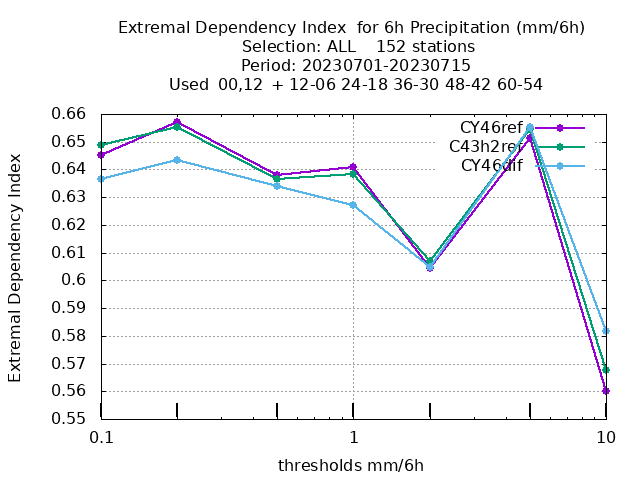 Extremal Dependency Index  for 6h Precipitation (mm/6h)
Selection: ALL    152 stations
Period: 20230701-20230715
Used  00,12  + 12-06 24-18 36-30 48-42 60-54
Extremal Dependency Index
0.66
0.65
0.64
0.63
0.62
0.61
0.6
0.59
0.58
0.57
0.56
0.55
CY46ref
C43h2ref
CY46dif
0.1
1
10
thresholds mm/6h